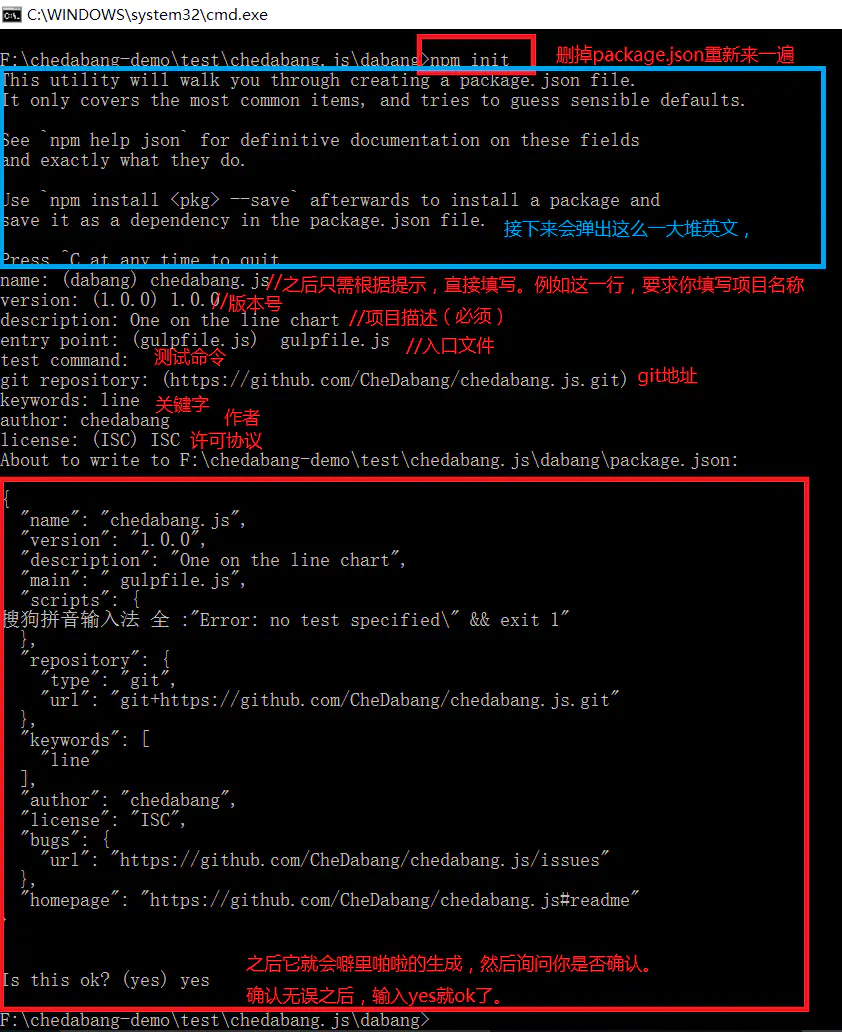 C:\WINDOWS\system32\cmd.exe
F:\chedabang-demo\test\chedabang.js\dabang>npm init 删掉package.json重新来一遍
This utility will walk you through creating a package.json file.
It only covers the most common items, and tries to guess sensible defaults.
See `npm help json` for definitive documentation on these fields
and exactly what they do.
Use `npm install <pkg> --save` afterwards to install a package and
save it as a dependency in the package.json file. 接下来会弹出这么一大堆英文，
Press ^C at any time to quit
name: (dabang) chedabang.js//之后只需根据提示，直接填写。例如这一行，要求你填写项目名称
version: (1.0.0) 1.0.0//版本号
description: One on the line chart //项目描述（必须）
entry point: (gulpfile.js)  gulpfile.js //入口文件
test command: 测试命令
git repository: (https://github.com/CheDabang/chedabang.js.git) git地址
keywords: line 关键字
author: chedabang 作者
license: (ISC) ISC 许可协议
About to write to F:\chedabang-demo\test\chedabang.js\dabang\package.json:
{
"name": "chedabang.js",
"version": "1.0.0",
"description": "One on the line chart",
"main": " gulpfile.js",
"scripts": {
搜狗拼音输入法 全 :"Error: no test specified\" && exit 1"
},
"repository": {
"type": "git",
"url": "git+https://github.com/CheDabang/chedabang.js.git"
},
"keywords": [
"line"
],
"author": "chedabang",
"license": "ISC",
"bugs": {
"url": "https://github.com/CheDabang/chedabang.js/issues"
},
"homepage": "https://github.com/CheDabang/chedabang.js#readme"
之后它就会噼里啪啦的生成，然后询问你是否确认。
Is this ok? (yes) yes
确认无误之后，输入yes就ok了。
F:\chedabang-demo\test\chedabang.js\dabang>